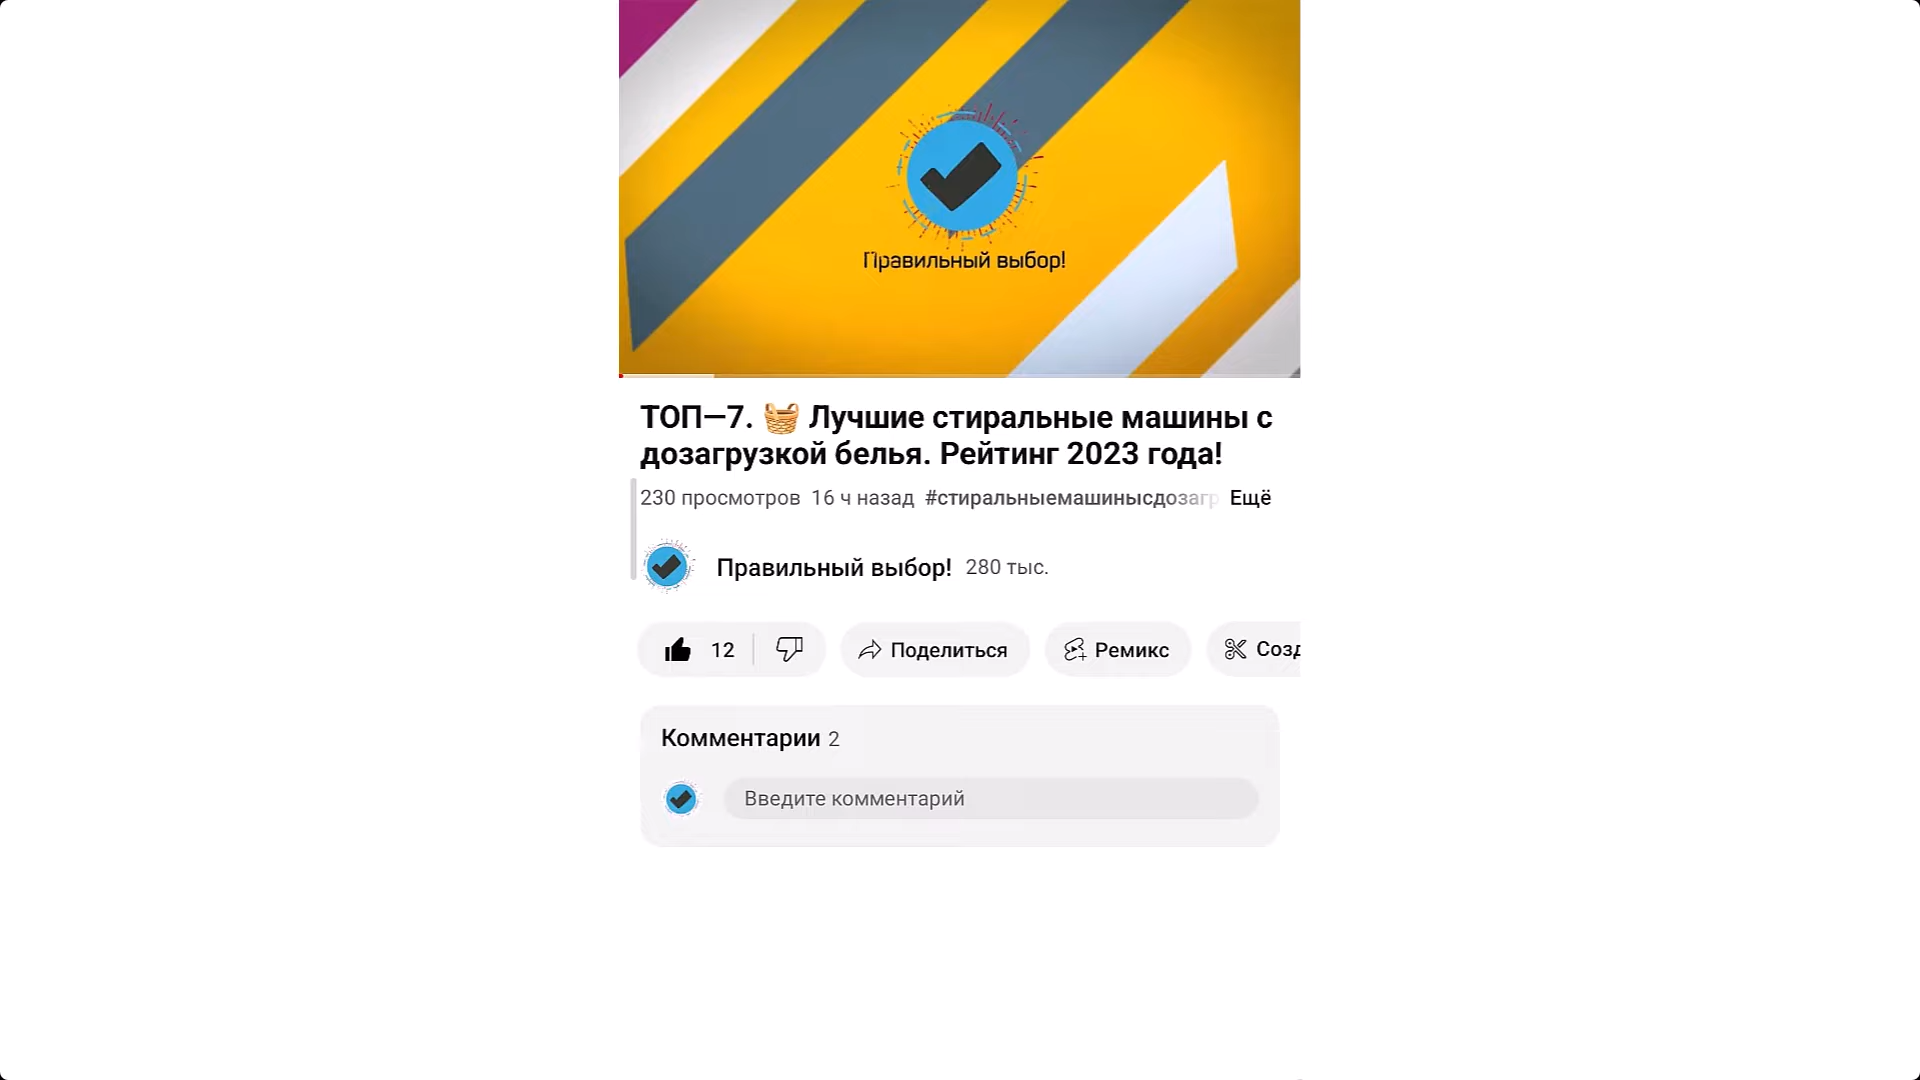 Правильный выбор!
ТОП—7. 🧺 Лучшие стиральные машины с
дозагрузкой белья. Рейтинг 2023 года!
230 просмотров 16 ч назад #стиральныемашинысдозагр Ещё
Правильный выбор! 280 тыс.
12 Поделиться Ремикс Созд
Комментарии 2
Введите комментарий